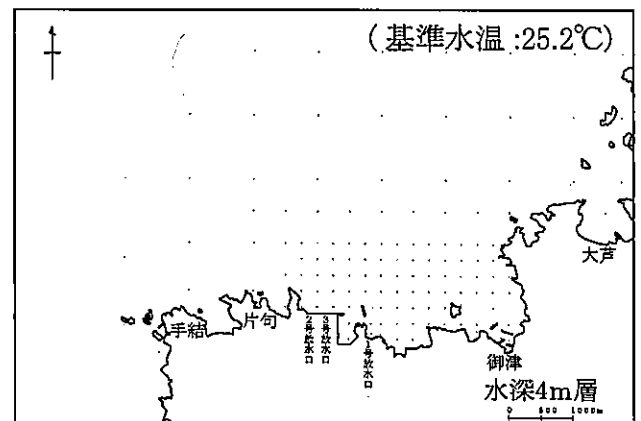 (基準水温:25.2℃)
大芦
手結
片句
2号放水口
3号放水口
1号放水口
御津
水深4m層
0 500 1000m